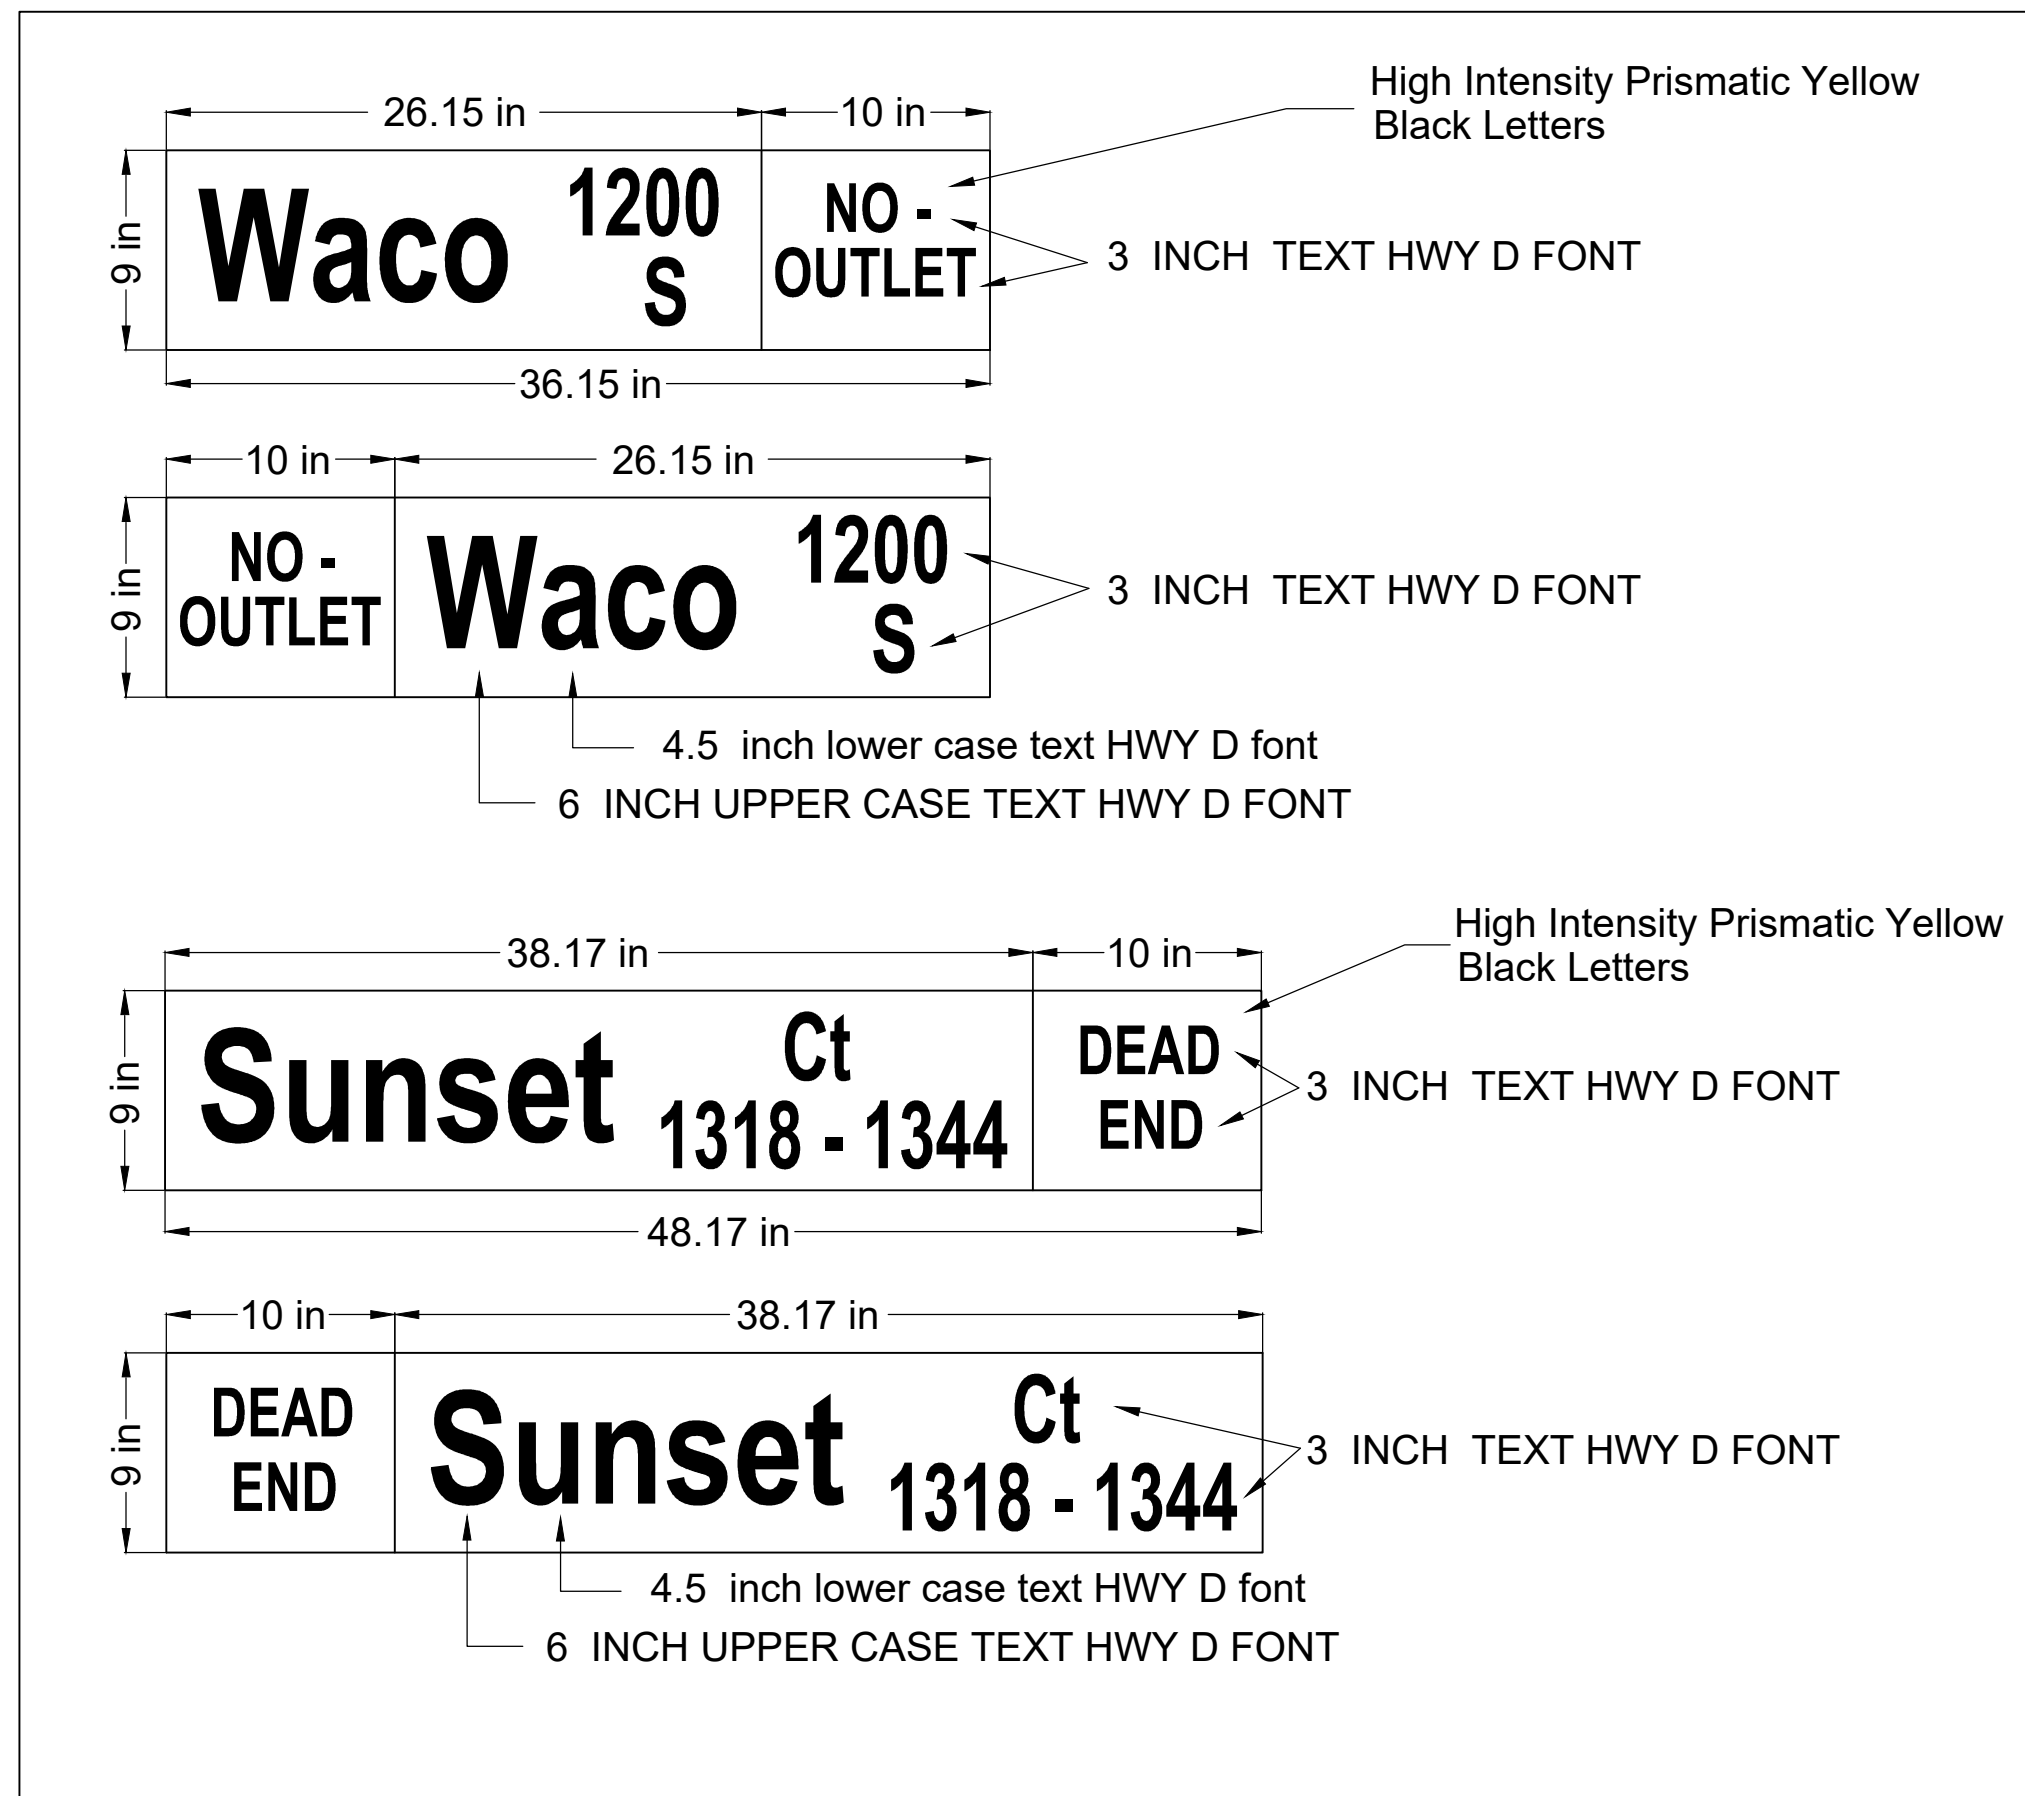 High Intensity Prismatic Yellow
Black Letters
26.15 in
10 in
9 in
Waco
1200
S
NO -
OUTLET
3 INCH TEXT HWY D FONT
36.15 in
10 in
26.15 in
9 in
NO -
OUTLET
Waco
1200
S
3 INCH TEXT HWY D FONT
4.5 inch lower case text HWY D font
6 INCH UPPER CASE TEXT HWY D FONT
High Intensity Prismatic Yellow
Black Letters
38.17 in
10 in
9 in
Sunset
Ct
1318 - 1344
DEAD
END
3 INCH TEXT HWY D FONT
48.17 in
10 in
38.17 in
9 in
DEAD
END
Sunset
Ct
1318 - 1344
3 INCH TEXT HWY D FONT
4.5 inch lower case text HWY D font
6 INCH UPPER CASE TEXT HWY D FONT